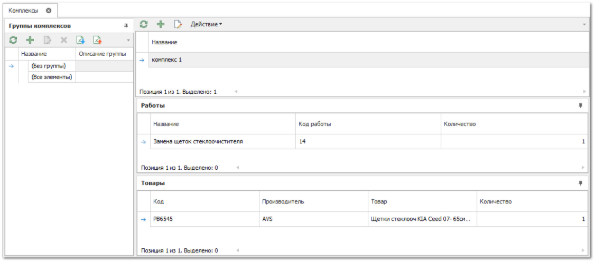 Комплексы
Группы комплексов
Название Описание группы
(Без группы)
(Все элементы)
Действие
Название
комплекс 1
Позиция 1 из 1. Выделено: 1
Работы
Название Код работы Количество
Замена щеток стеклоочистителя 14 1
Позиция 1 из 1. Выделено: 0
Товары
Код Производитель Товар Количество
PB6545 AVS Щетки стеклооч KIA Ceed 07- 65см... 1
Позиция 1 из 1. Выделено: 0